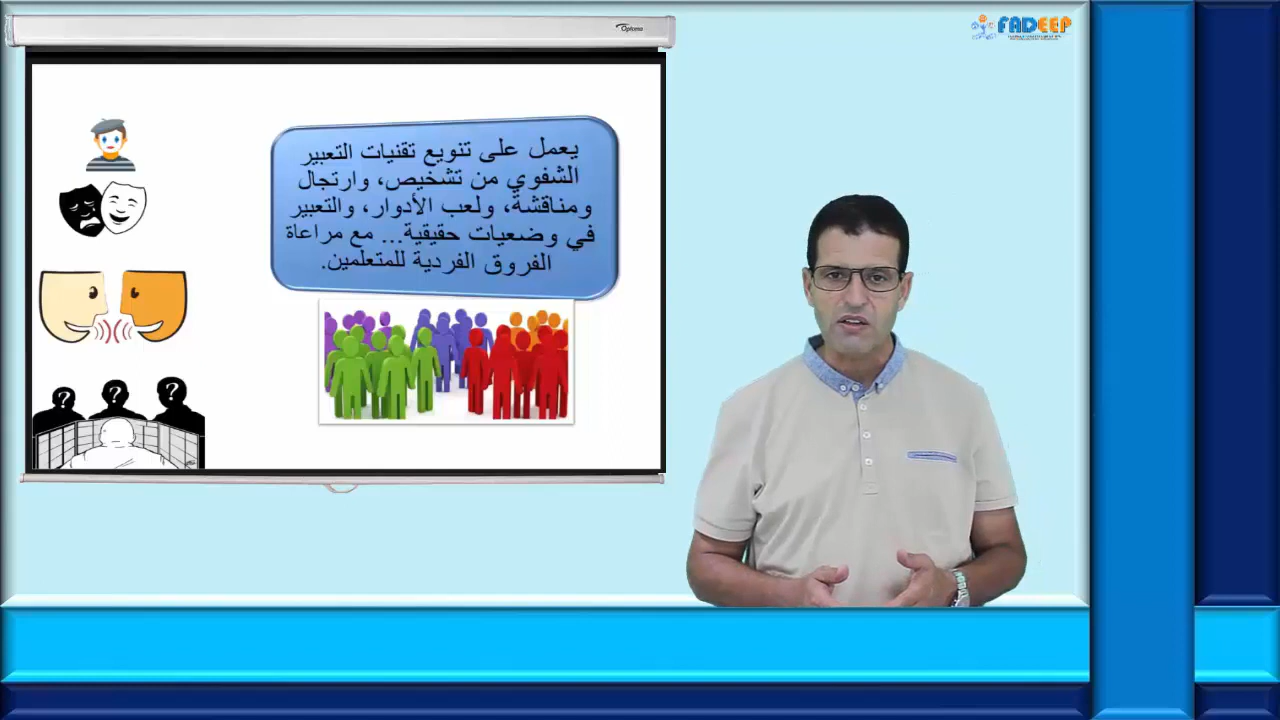 Optoma
FADEEP
يعمل على تنويع تقنيات التعبير
الشفوي من تشخيص، وارتجال
ومناقشة، ولعب الأدوار، والتعبير
في وضعيات حقيقية... مع مراعاة
الفروق الفردية للمتعلمين.
? ? ?